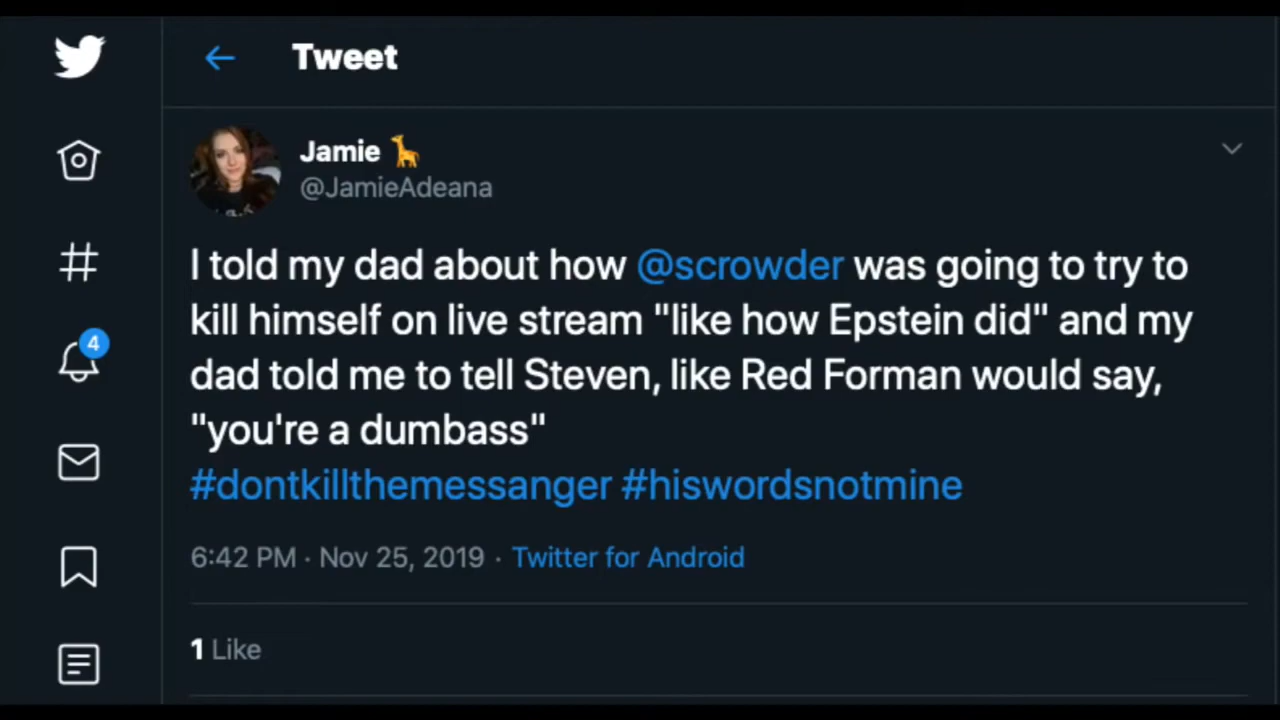 Tweet
Jamie 🦒
@JamieAdeana
I told my dad about how @scrowder was going to try to
kill himself on live stream "like how Epstein did" and my
dad told me to tell Steven, like Red Forman would say,
"you're a dumbass"
#dontkillthemessanger #hiswordsnotmine
6:42 PM · Nov 25, 2019 · Twitter for Android
1 Like
4